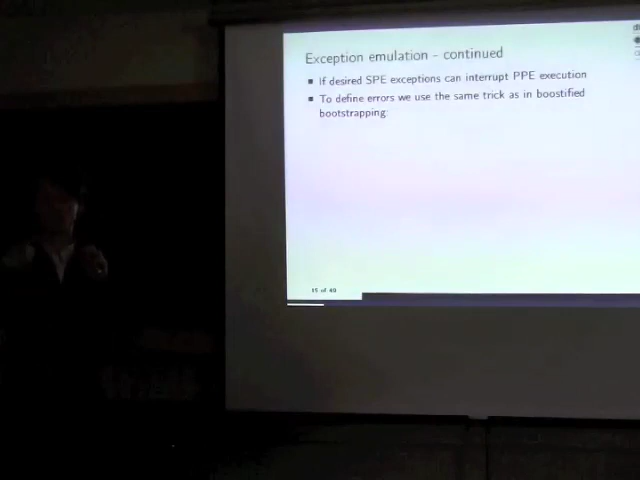 Exception emulation - continued
If desired SPE exceptions can interrupt PPE execution
To define errors we use the same trick as in boostified
bootstrapping:
15 of 40